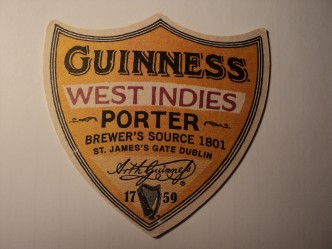 GUINNESS
WEST INDIES
PORTER
BREWER'S SOURCE 1801
ST. JAMES'S GATE DUBLIN
Arth Guinness ®
17 59